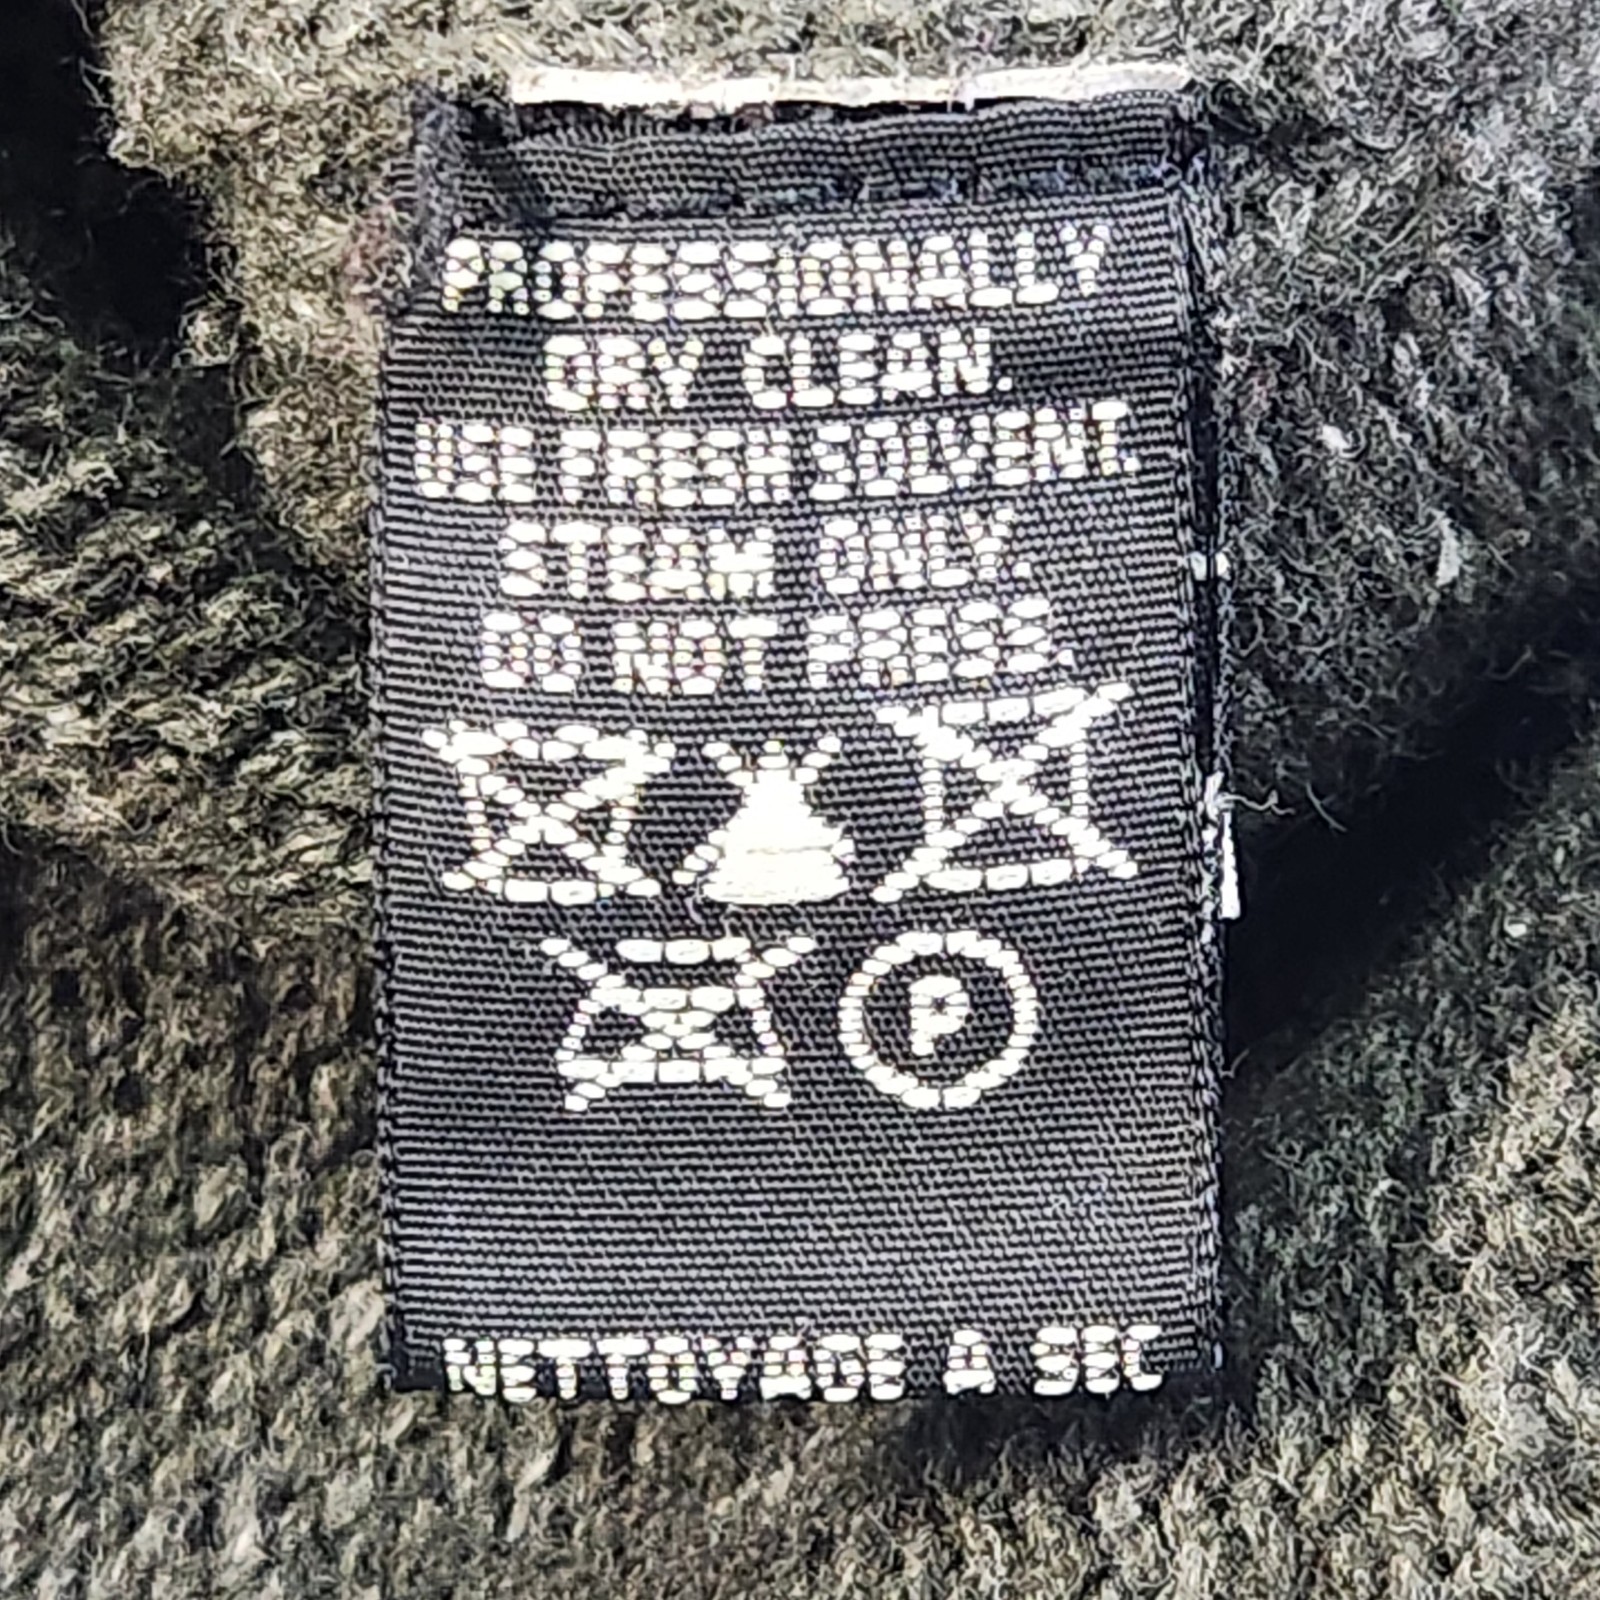 PROFESSIONALLY
DRY CLEAN.
USE FRESH SOLVENT.
STEAM ONLY.
DO NOT PRESS.
P
NETTOYAGE A SEC